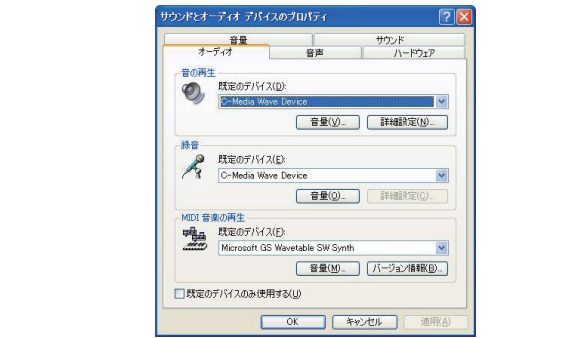 サウンドとオーディオ デバイスのプロパティ
音量
サウンド
オーディオ
音声
ハードウェア
音の再生
既定のデバイス(D):
C-Media Wave Device
音量(V)...
詳細設定(N)...
録音
既定のデバイス(E):
C-Media Wave Device
音量(O)...
詳細設定(C)...
MIDI 音楽の再生
既定のデバイス(F):
Microsoft GS Wavetable SW Synth
音量(M)...
バージョン情報(B)...
既定のデバイスのみ使用する(U)
OK
キャンセル
適用(A)